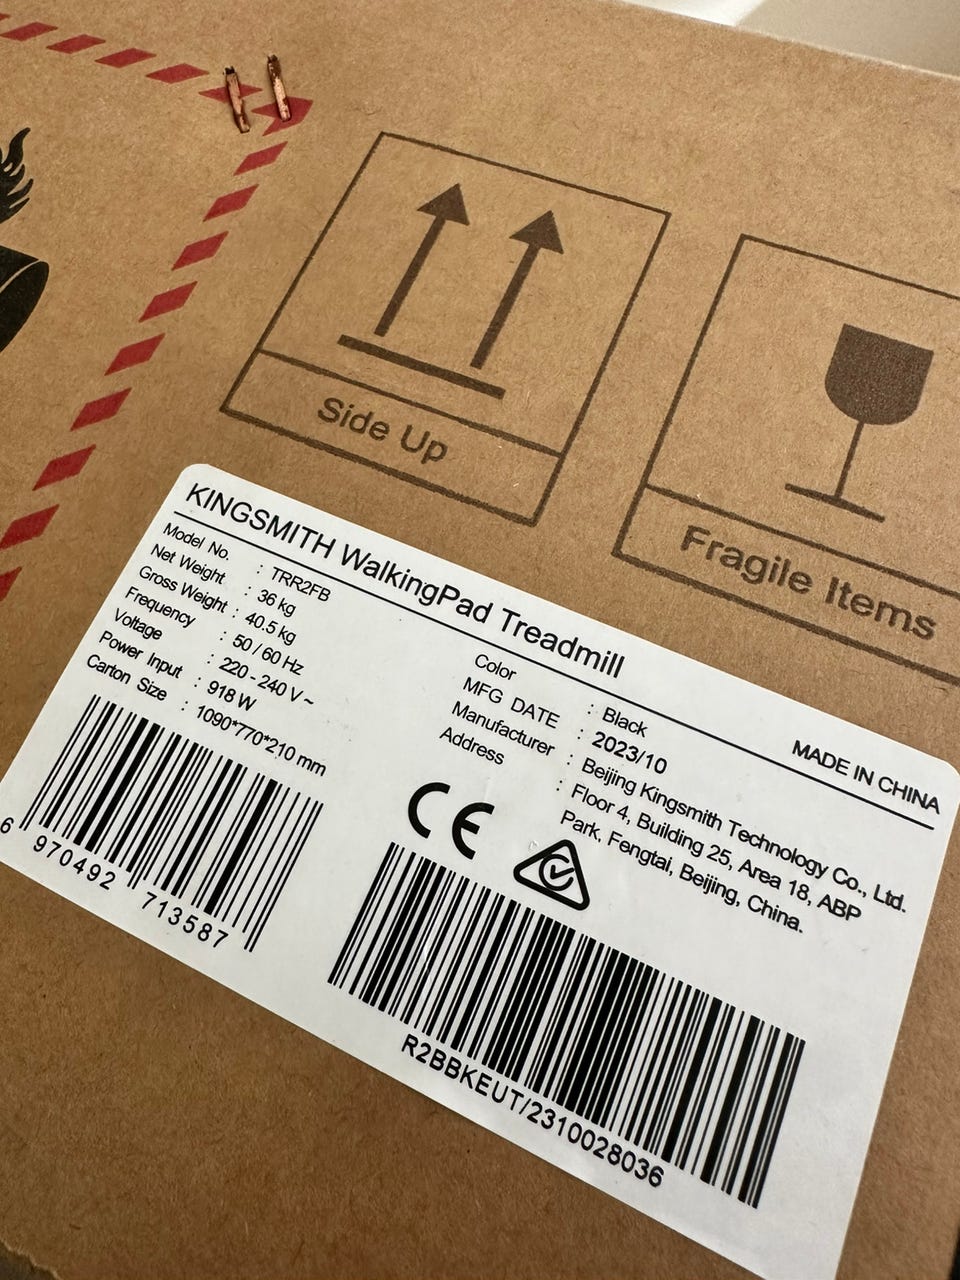 Side Up
Fragile Items
KINGSMITH WalkingPad Treadmill
MADE IN CHINA
Model No. : TRR2FB
Net Weight : 36 kg
Gross Weight : 40.5 kg
Frequency : 50 / 60 Hz
Voltage : 220 - 240 V ~
Power Input : 918 W
Carton Size : 1090*770*210 mm
Color : Black
MFG DATE : 2023/10
Manufacturer : Beijing Kingsmith Technology Co., Ltd.
Address : Floor 4, Building 25, Area 18, ABP
Park, Fengtai, Beijing, China.
CE
6 970492 713587
R2BBKEUT/2310028036